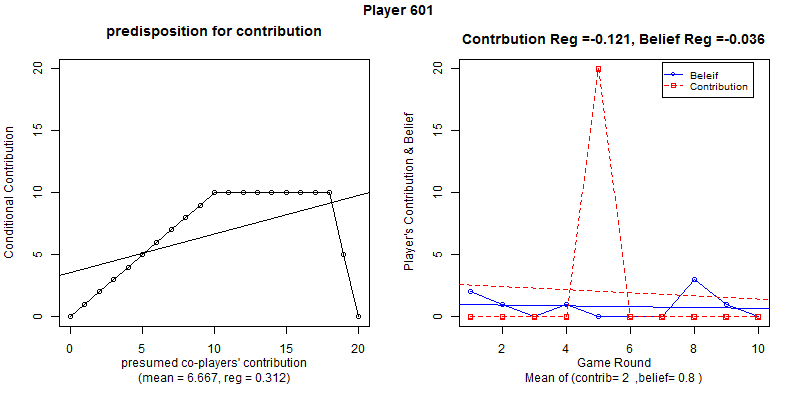 Player 601
predisposition for contribution
Conditional Contribution
20
15
10
5
0
0 5 10 15 20
presumed co-players' contribution
(mean = 6.667, reg = 0.312)
Contrbution Reg =-0.121, Belief Reg =-0.036
Player's Contribution & Belief
20
15
10
5
0
Beleif
Contribution
2 4 6 8 10
Game Round
Mean of (contrib= 2 ,belief= 0.8 )